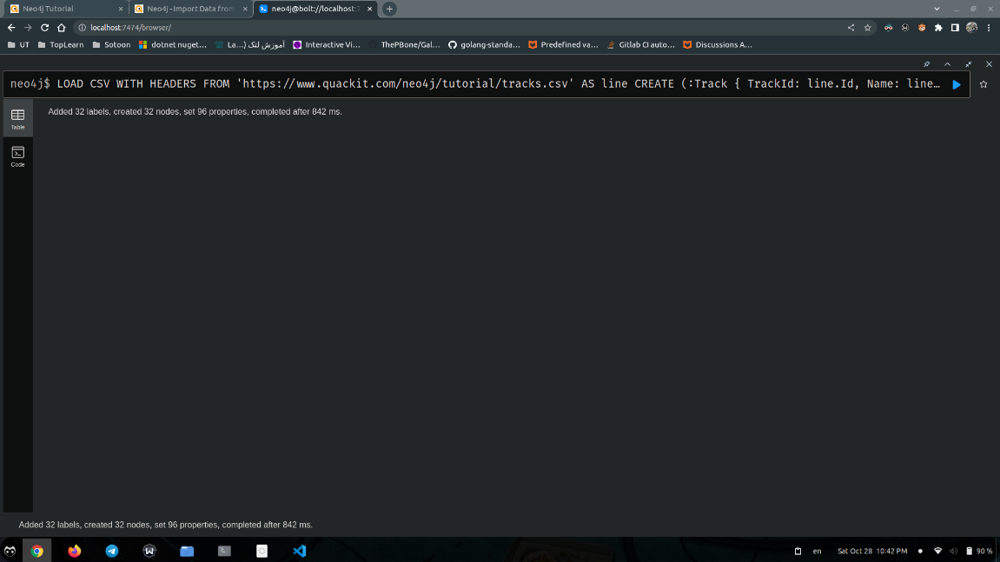 Neo4j Tutorial
Neo4j - Import Data from
neo4j@bolt://localhost:7
localhost:7474/browser/
UT TopLearn Sotoon dotnet nuget... La... (آموزش لنک Interactive Vi... ThePBone/Gal... golang-standa... Predefined va... Gitlab CI auto... Discussions A...
neo4j$ LOAD CSV WITH HEADERS FROM 'https://www.quackit.com/neo4j/tutorial/tracks.csv' AS line CREATE (:Track { TrackId: line.Id, Name: line…
Table
Added 32 labels, created 32 nodes, set 96 properties, completed after 842 ms.
Code
Added 32 labels, created 32 nodes, set 96 properties, completed after 842 ms.
en Sat Oct 28 10:42 PM 90 %